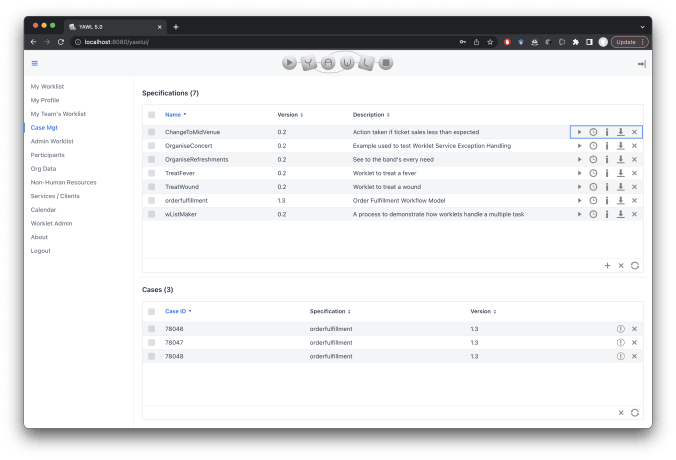 YAWL 5.0
localhost:8080/yawlui/
Update
YAWL
My Worklist
My Profile
My Team's Worklist
Case Mgt
Admin Worklist
Participants
Org Data
Non-Human Resources
Services / Clients
Calendar
Worklet Admin
About
Logout
Specifications (7)
Name Version Description
ChangeToMidVenue 0.2 Action taken if ticket sales less than expected
OrganiseConcert 0.2 Example used to test Worklet Service Exception Handling
OrganiseRefreshments 0.2 See to the band's every need
TreatFever 0.2 Worklet to treat a fever
TreatWound 0.2 Worklet to treat a wound
orderfulfillment 1.3 Order Fulfillment Workflow Model
wListMaker 0.2 A process to demonstrate how worklets handle a multiple task
Cases (3)
Case ID Specification Version
78046 orderfulfillment 1.3
78047 orderfulfillment 1.3
78048 orderfulfillment 1.3